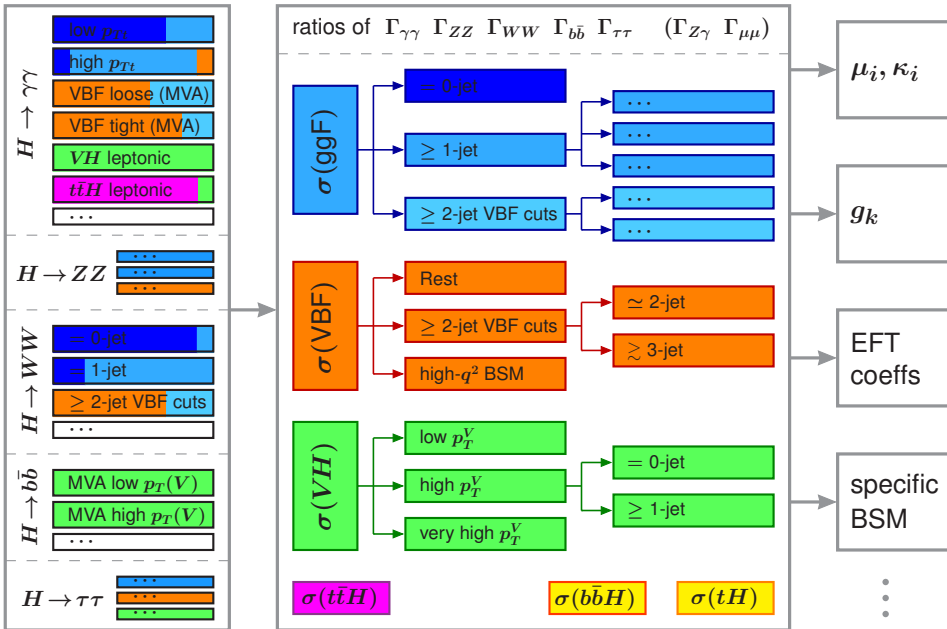 H → γγ
low p_Tt
high p_Tt
VBF loose (MVA)
VBF tight (MVA)
VH leptonic
tt̄H leptonic
...
H → ZZ
...
...
...
H → WW
0-jet
1-jet
≥ 2-jet VBF cuts
...
H → bb̄
MVA low p_T(V)
MVA high p_T(V)
...
H → ττ
...
...
...
ratios of Γ_γγ Γ_ZZ Γ_WW Γ_bb̄ Γ_ττ (Γ_Zγ Γ_μμ)
σ(ggF)
0-jet
≥ 1-jet
≥ 2-jet VBF cuts
...
...
...
...
...
σ(VBF)
Rest
≥ 2-jet VBF cuts
high-q² BSM
≃ 2-jet
≳ 3-jet
σ(VH)
low p_T^V
high p_T^V
very high p_T^V
= 0-jet
≥ 1-jet
σ(tt̄H)
σ(bb̄H)
σ(tH)
μ_i, κ_i
g_k
EFT
coeffs
specific
BSM
⋮